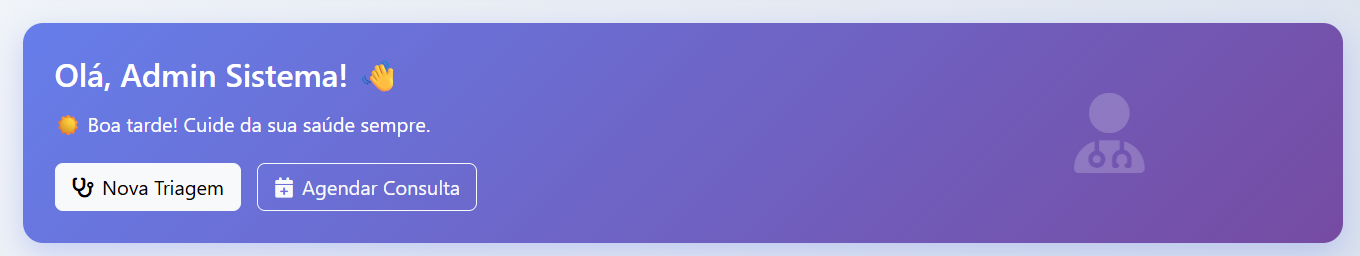 Olá, Admin Sistema! 👋
🌞 Boa tarde! Cuide da sua saúde sempre.
Nova Triagem
Agendar Consulta